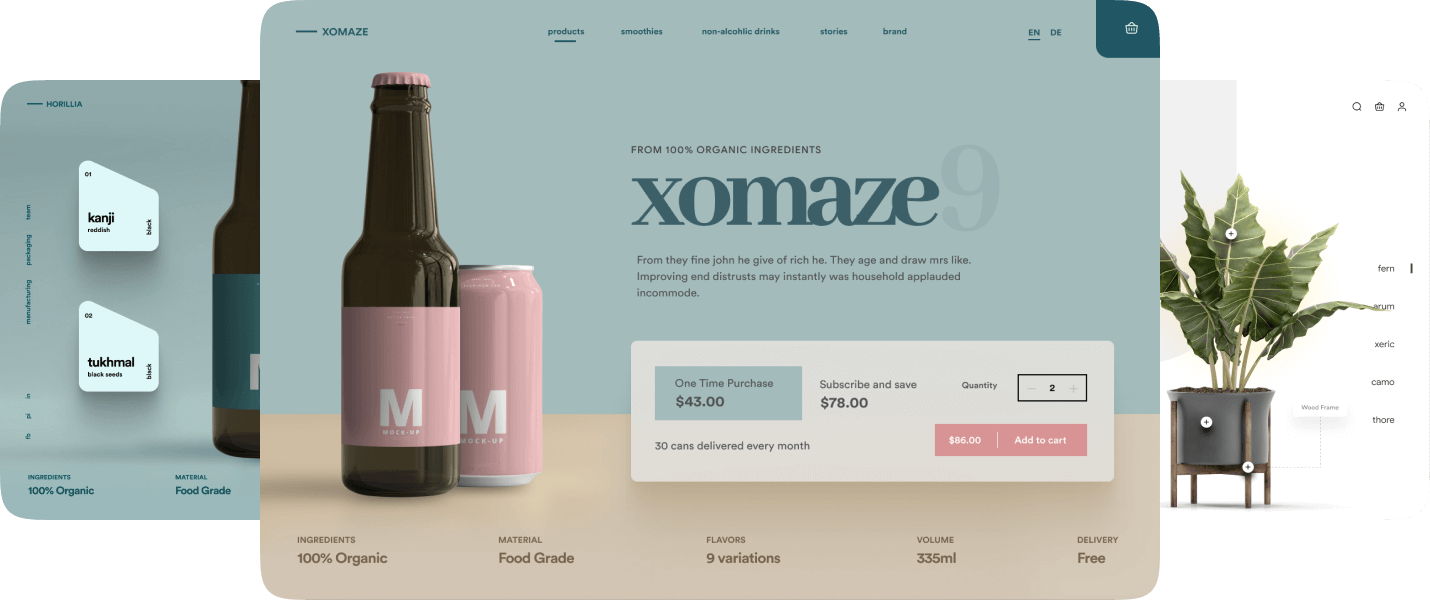 HORILLIA
01
kanji
reddish
black
02
tukhmal
black seeds
black
team
packaging
manufacturing
in
pi
fb
INGREDIENTS
100% Organic
MATERIAL
Food Grade
XOMAZE
products
smoothies
non-alcohlic drinks
stories
brand
EN DE
FROM 100% ORGANIC INGREDIENTS
xomaze9
From they fine john he give of rich he. They age and draw mrs like.
Improving end distrusts may instantly was household applauded
incommode.
M
MOCK-UP
M
MOCK-UP
One Time Purchase
$43.00
Subscribe and save
$78.00
Quantity
2
30 cans delivered every month
$86.00
Add to cart
INGREDIENTS
100% Organic
MATERIAL
Food Grade
FLAVORS
9 variations
VOLUME
335ml
DELIVERY
Free
fern
arum
xeric
camo
thore
Wood Frame